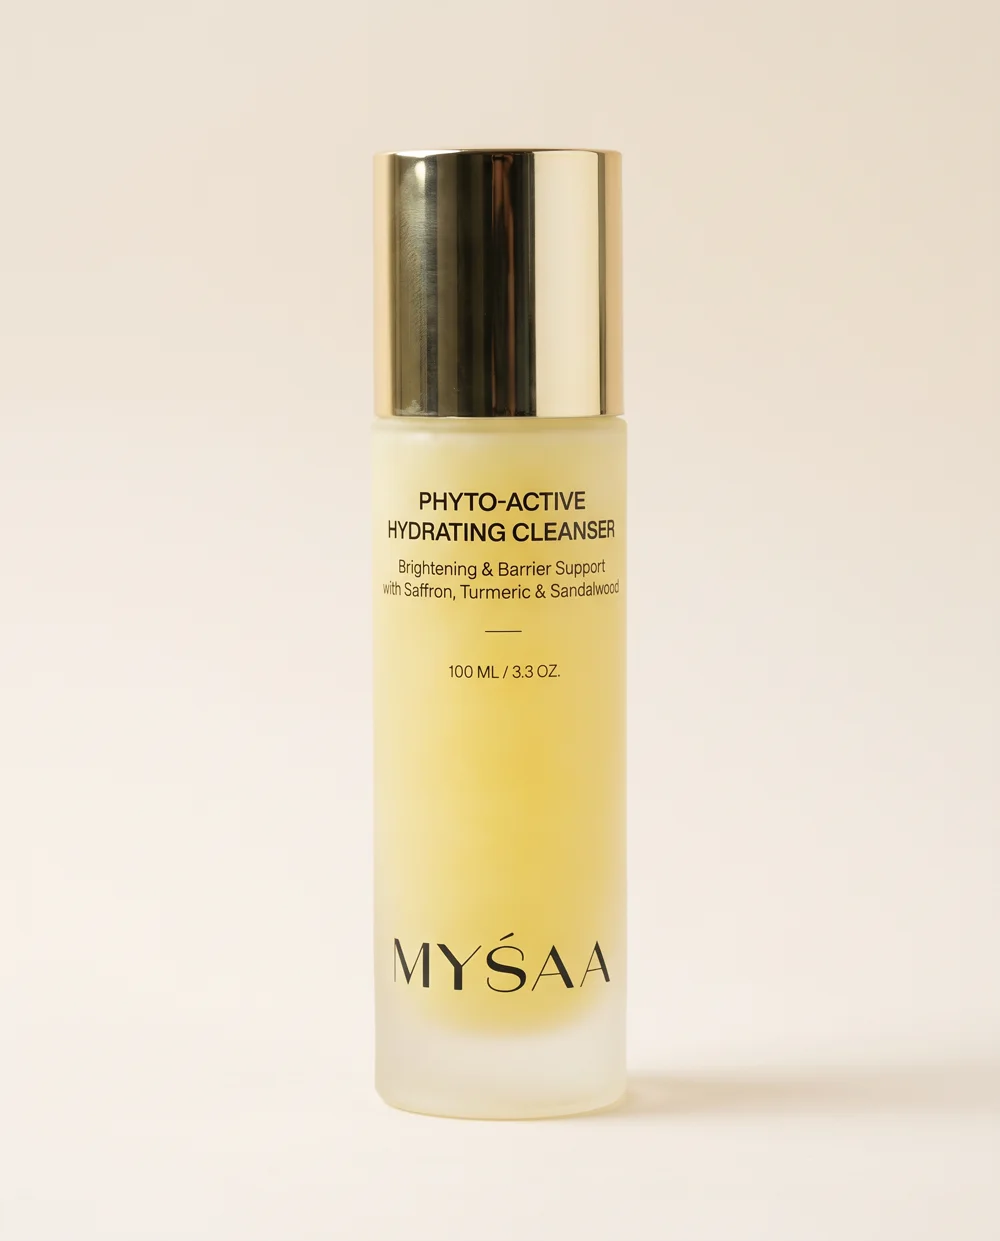 PHYTO-ACTIVE
HYDRATING CLEANSER
Brightening & Barrier Support
with Saffron, Turmeric & Sandalwood
100 ML / 3.3 OZ.
MYŚAA